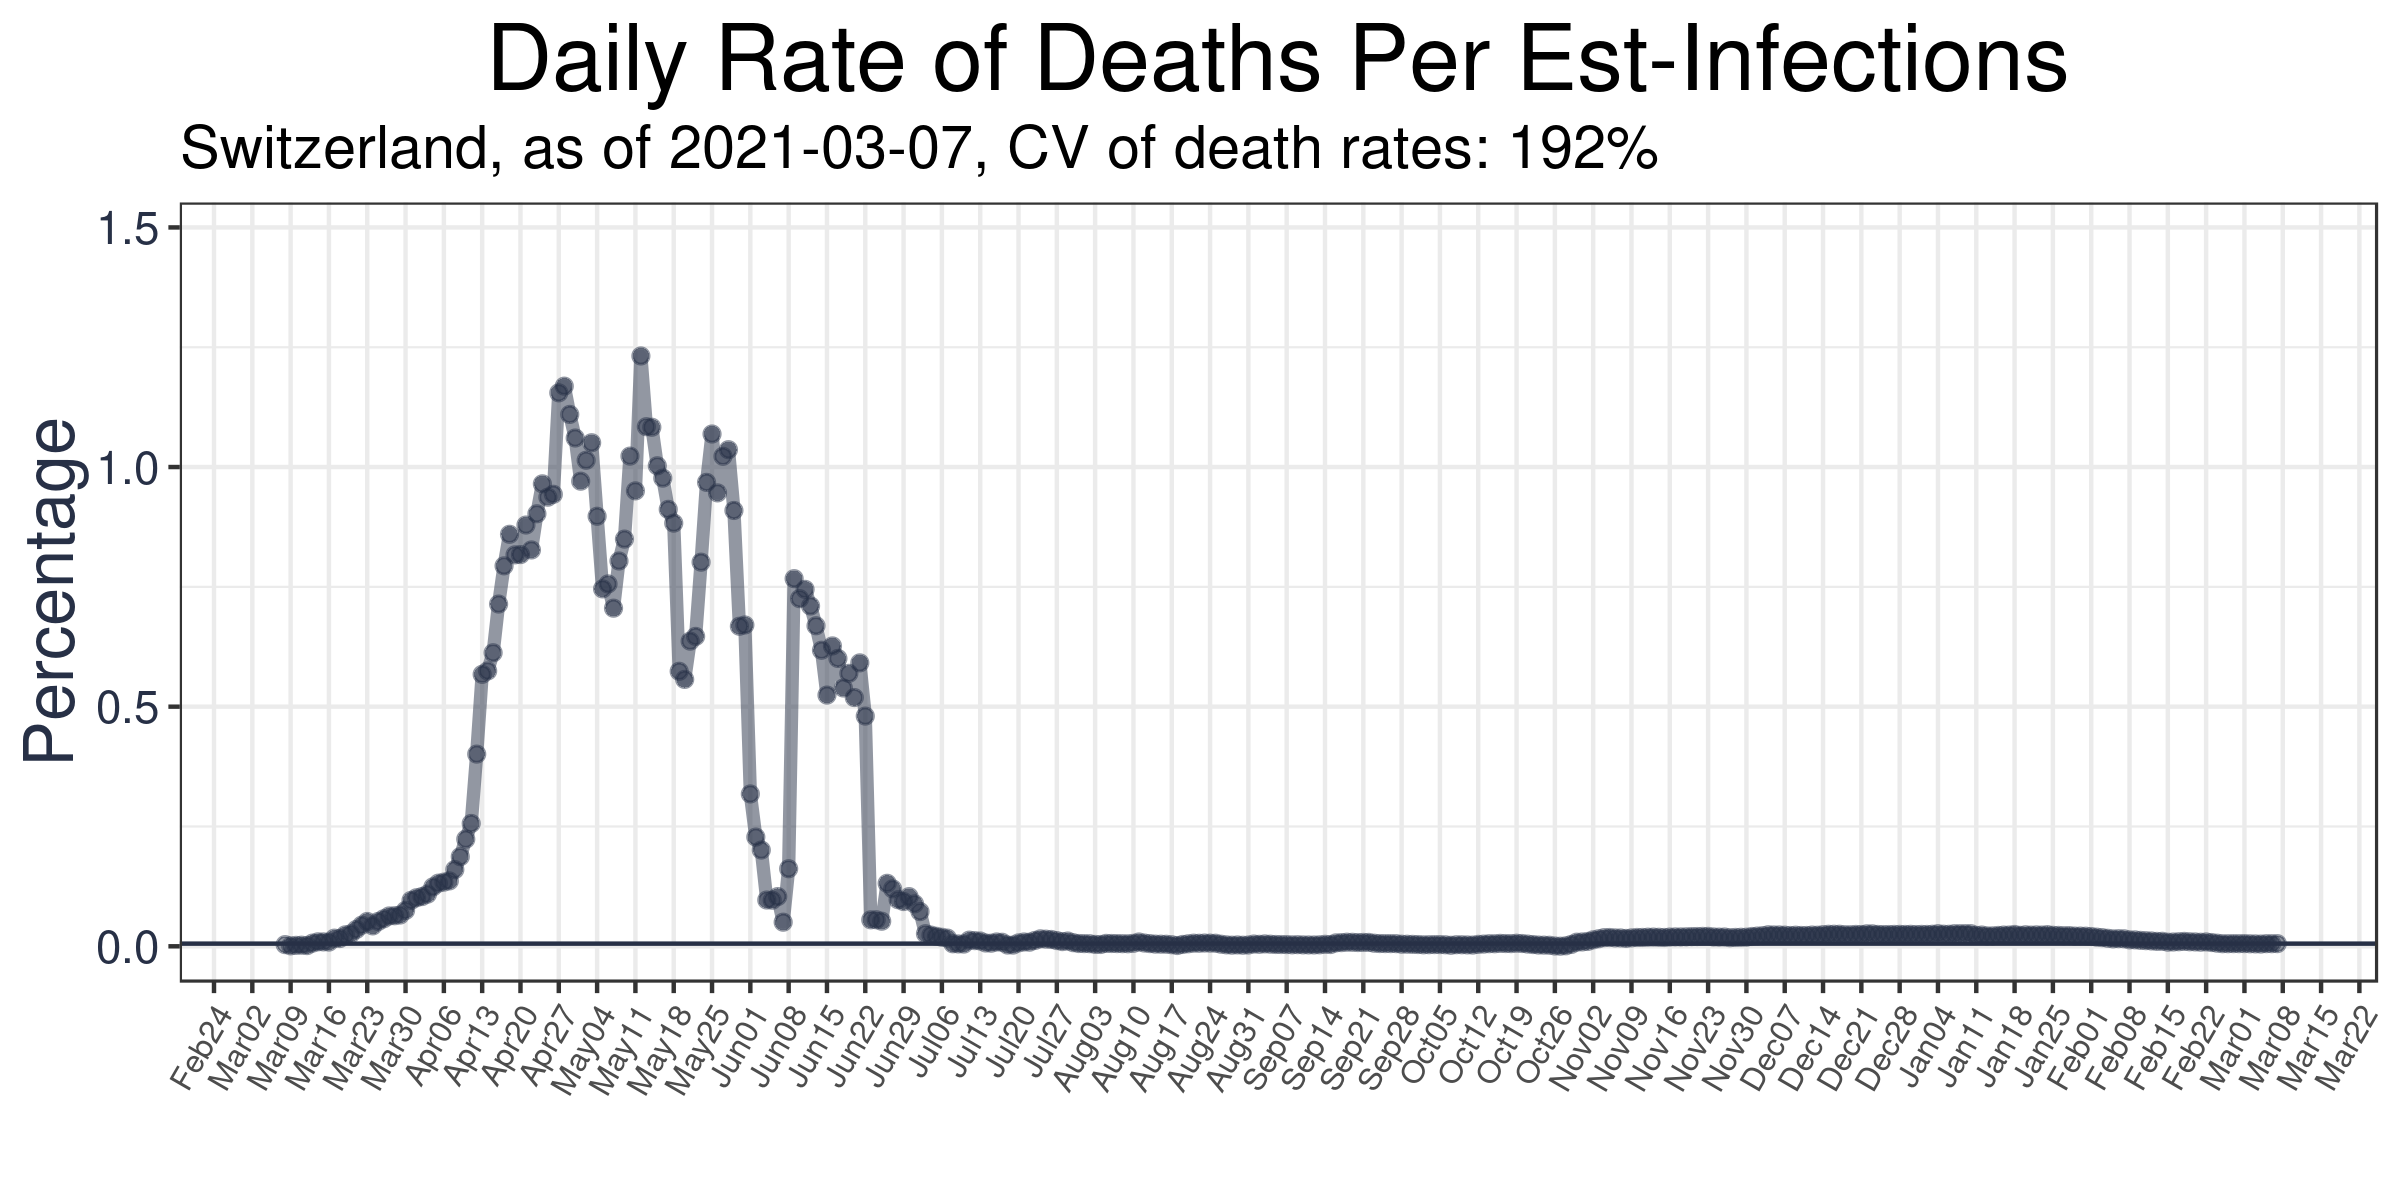 Daily Rate of Deaths Per Est-Infections
Switzerland, as of 2021-03-07, CV of death rates: 192%
Percentage
1.5
1.0
0.5
0.0
Feb24 Mar02 Mar09 Mar16 Mar23 Mar30 Apr06 Apr13 Apr20 Apr27 May04 May11 May18 May25 Jun01 Jun08 Jun15 Jun22 Jun29 Jul06 Jul13 Jul20 Jul27 Aug03 Aug10 Aug17 Aug24 Aug31 Sep07 Sep14 Sep21 Sep28 Oct05 Oct12 Oct19 Oct26 Nov02 Nov09 Nov16 Nov23 Nov30 Dec07 Dec14 Dec21 Dec28 Jan04 Jan11 Jan18 Jan25 Feb01 Feb08 Feb15 Feb22 Mar01 Mar08 Mar15 Mar22